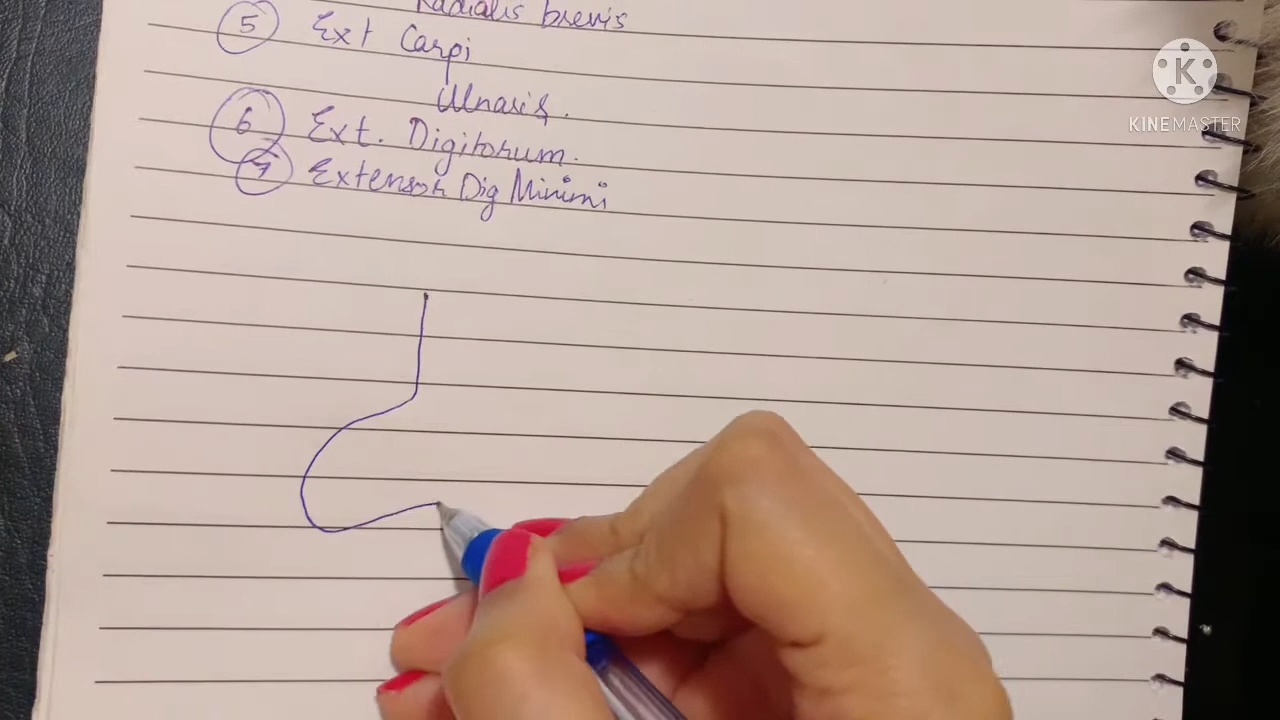 Radialis brevis
5 Ext Carpi
Ulnaris.
6 Ext. Digitorum.
7 Extensor Dig Minimi
K
KINEMASTER